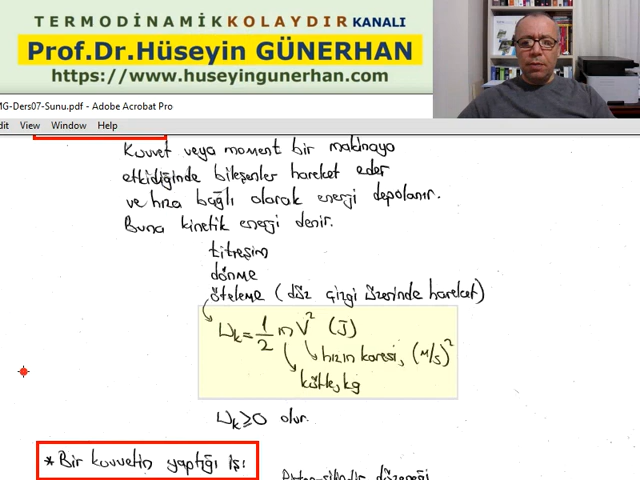 TERMODİNAMİKKOLAYDIR KANALI
Prof.Dr.Hüseyin GÜNERHAN
https://www.huseyingunerhan.com
MG-Ders07-Sunu.pdf - Adobe Acrobat Pro
dit View Window Help
Kuvvet veya moment bir makinaya
etkidiğinde bileşenler hareket eder
ve hıza bağlı olarak enerji depolanır.
Buna kinetik enerji denir.
titreşim
dönme
öteleme (düz çizgi üzerinde hareket)
W_k = 1/2 m V² (J)
hızın karesi, (m/s)²
kütle, kg
W_k ≥ 0 olur.
* Bir kuvvetin yaptığı iş: